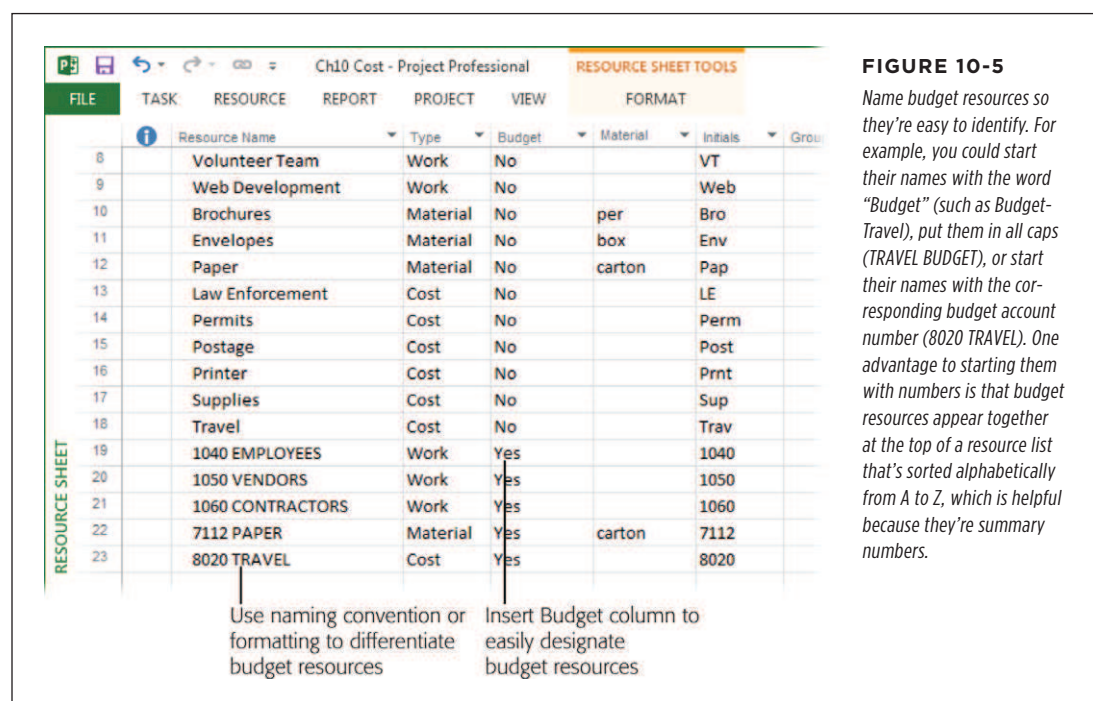 Ch10 Cost - Project Professional
RESOURCE SHEET TOOLS
FILE TASK RESOURCE REPORT PROJECT VIEW FORMAT
Resource Name Type Budget Material Initials Grou
8 Volunteer Team Work No VT
9 Web Development Work No Web
10 Brochures Material No per Bro
11 Envelopes Material No box Env
12 Paper Material No carton Pap
13 Law Enforcement Cost No LE
14 Permits Cost No Perm
15 Postage Cost No Post
16 Printer Cost No Prnt
17 Supplies Cost No Sup
18 Travel Cost No Trav
19 1040 EMPLOYEES Work Yes 1040
20 1050 VENDORS Work Yes 1050
21 1060 CONTRACTORS Work Yes 1060
22 7112 PAPER Material Yes carton 7112
23 8020 TRAVEL Cost Yes 8020
RESOURCE SHEET
Use naming convention or
formatting to differentiate
budget resources
Insert Budget column to
easily designate
budget resources
FIGURE 10-5
Name budget resources so
they're easy to identify. For
example, you could start
their names with the word
“Budget” (such as Budget-
Travel), put them in all caps
(TRAVEL BUDGET), or start
their names with the cor-
responding budget account
number (8020 TRAVEL). One
advantage to starting them
with numbers is that budget
resources appear together
at the top of a resource list
that's sorted alphabetically
from A to Z, which is helpful
because they're summary
numbers.